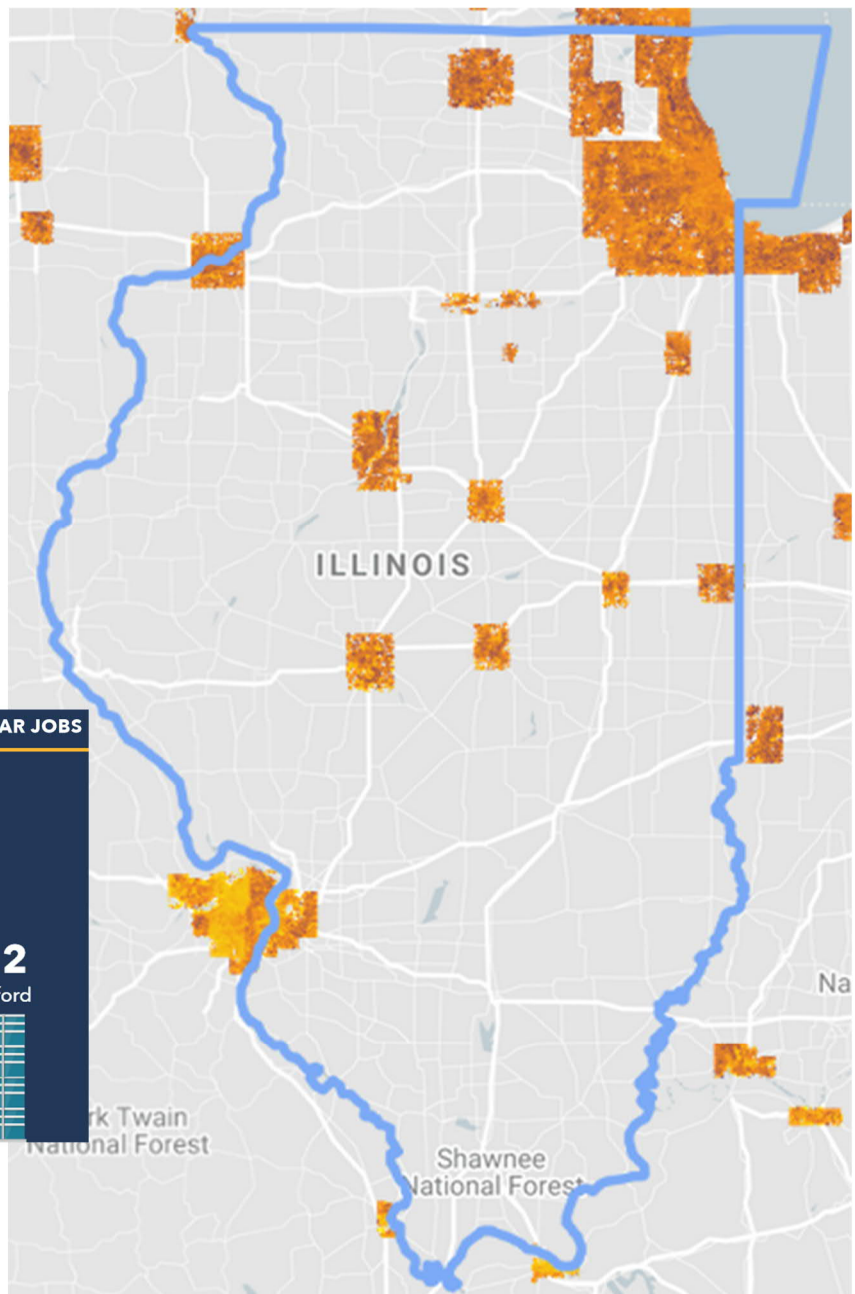 ILLINOIS
AR JOBS
2
ford
Na
rk Twain
National Forest
Shawnee
National Forest